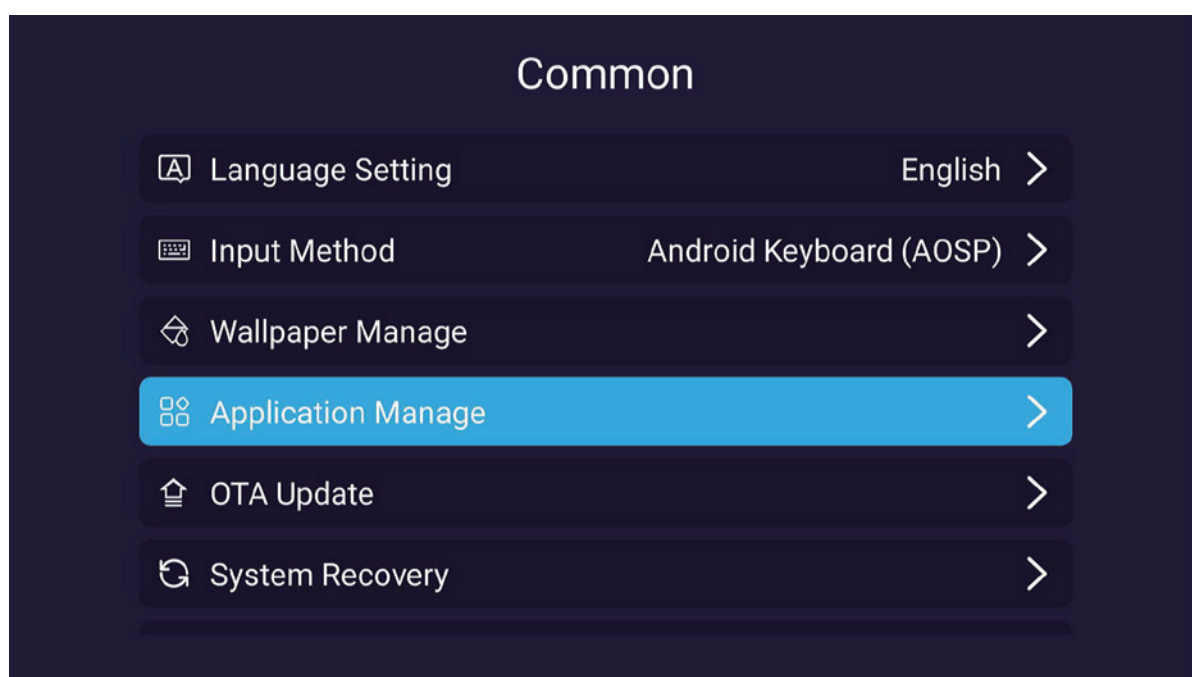 Common
Language Setting English
Input Method Android Keyboard (AOSP)
Wallpaper Manage
Application Manage
OTA Update
System Recovery